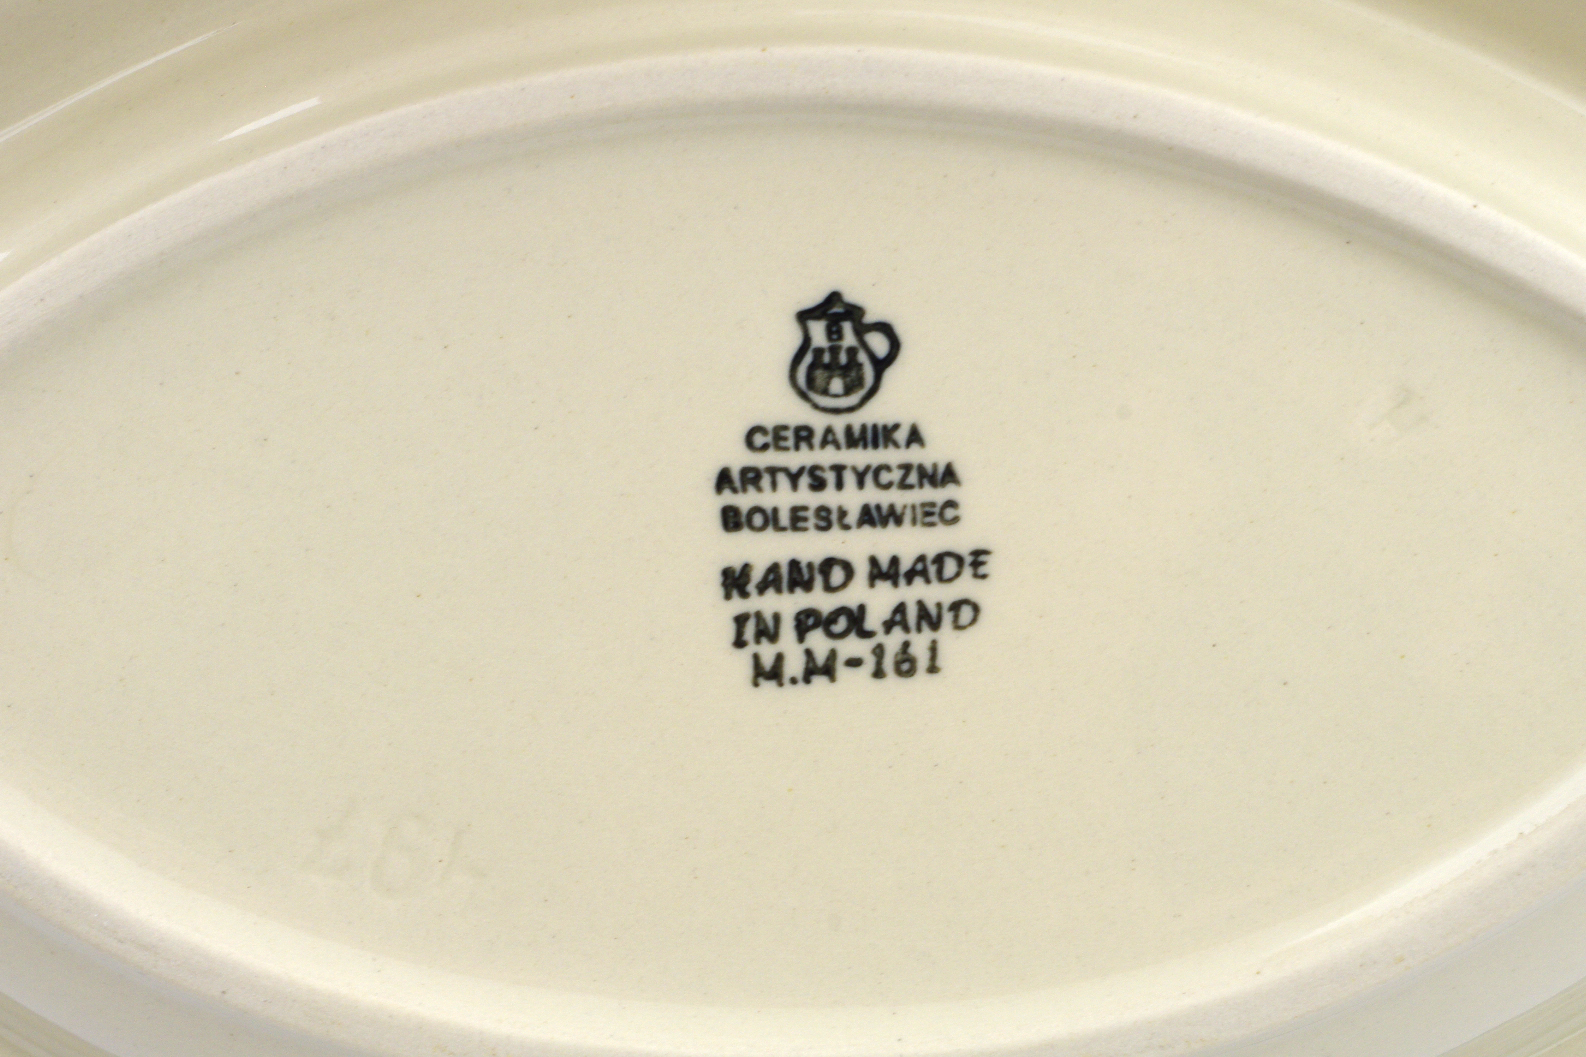 B
CERAMIKA
ARTYSTYCZNA
BOLESŁAWIEC
HAND MADE
IN POLAND
M.M-161